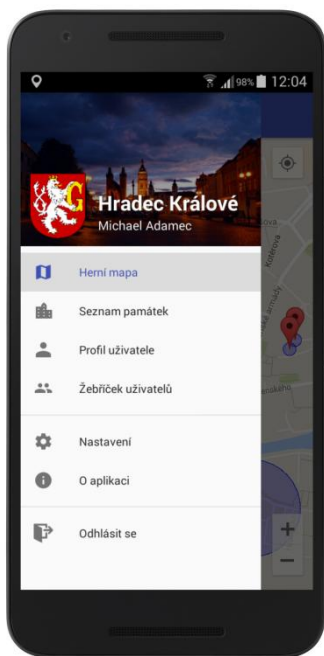 98% 12:04
G
Hradec Králové
Michael Adamec
Herní mapa
Seznam památek
Profil uživatele
Žebříček uživatelů
Nastavení
O aplikaci
Odhlásit se
Kotěrova
+
−